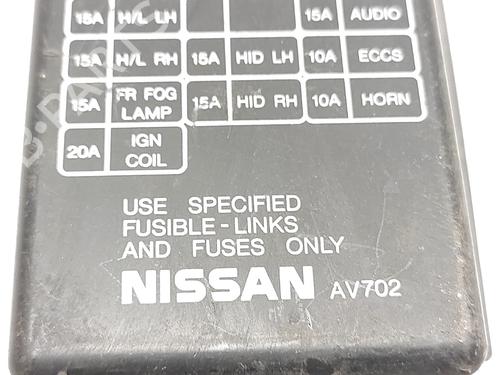 15A H/L LH 15A AUDIO
15A H/L RH 15A HID LH 10A ECCS
15A FR FOG LAMP 15A HID RH 10A HORN
20A IGN COIL
USE SPECIFIED
FUSIBLE-LINKS
AND FUSES ONLY
NISSAN AV702